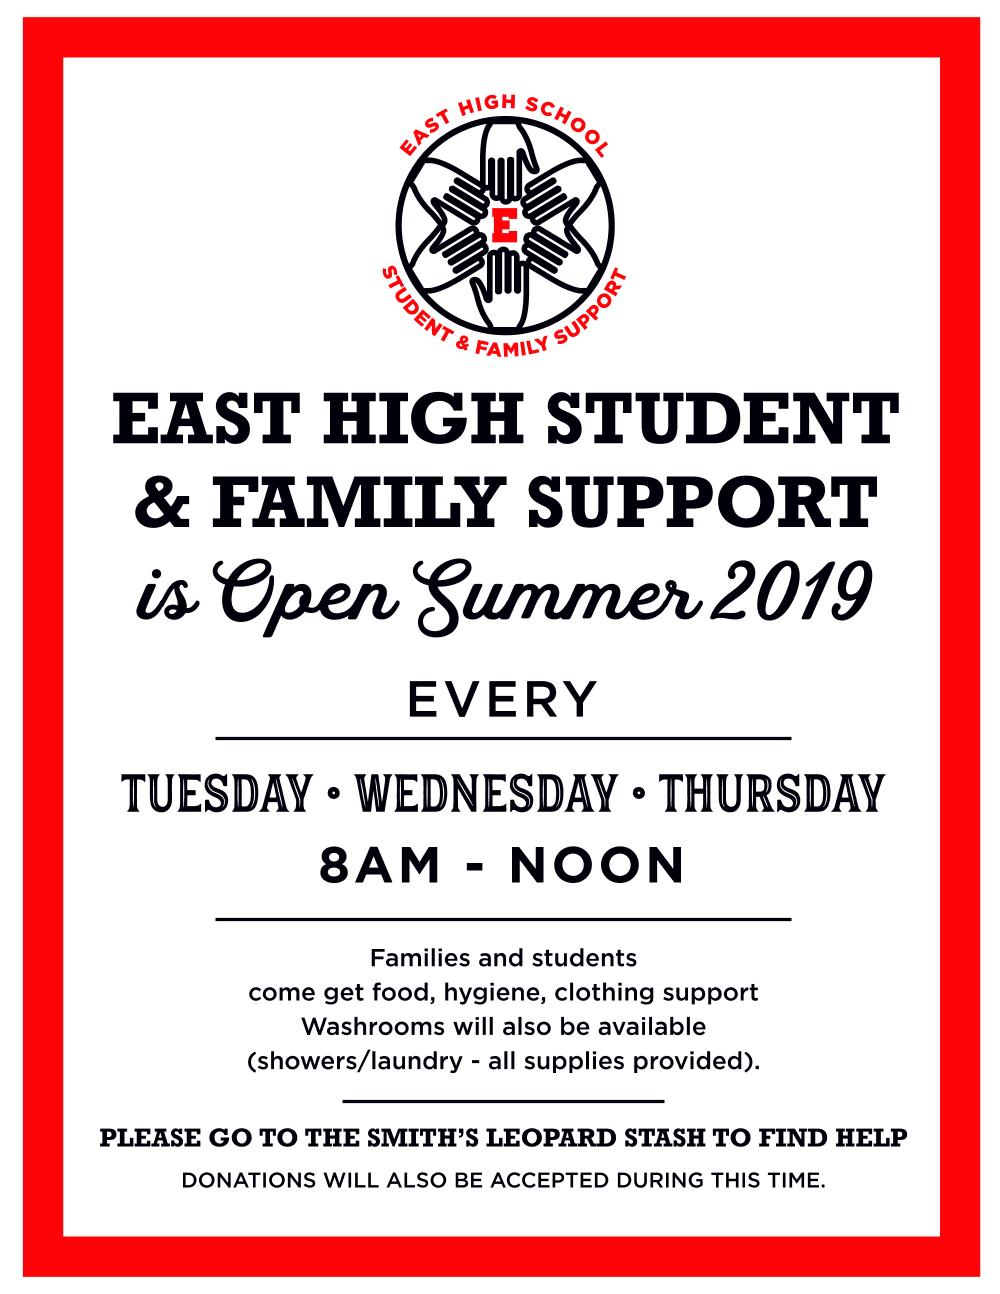 EAST HIGH SCHOOL
E
STUDENT & FAMILY SUPPORT
EAST HIGH STUDENT
& FAMILY SUPPORT
is Open Summer 2019
EVERY
TUESDAY • WEDNESDAY • THURSDAY
8AM - NOON
Families and students
come get food, hygiene, clothing support
Washrooms will also be available
(showers/laundry - all supplies provided).
PLEASE GO TO THE SMITH'S LEOPARD STASH TO FIND HELP
DONATIONS WILL ALSO BE ACCEPTED DURING THIS TIME.